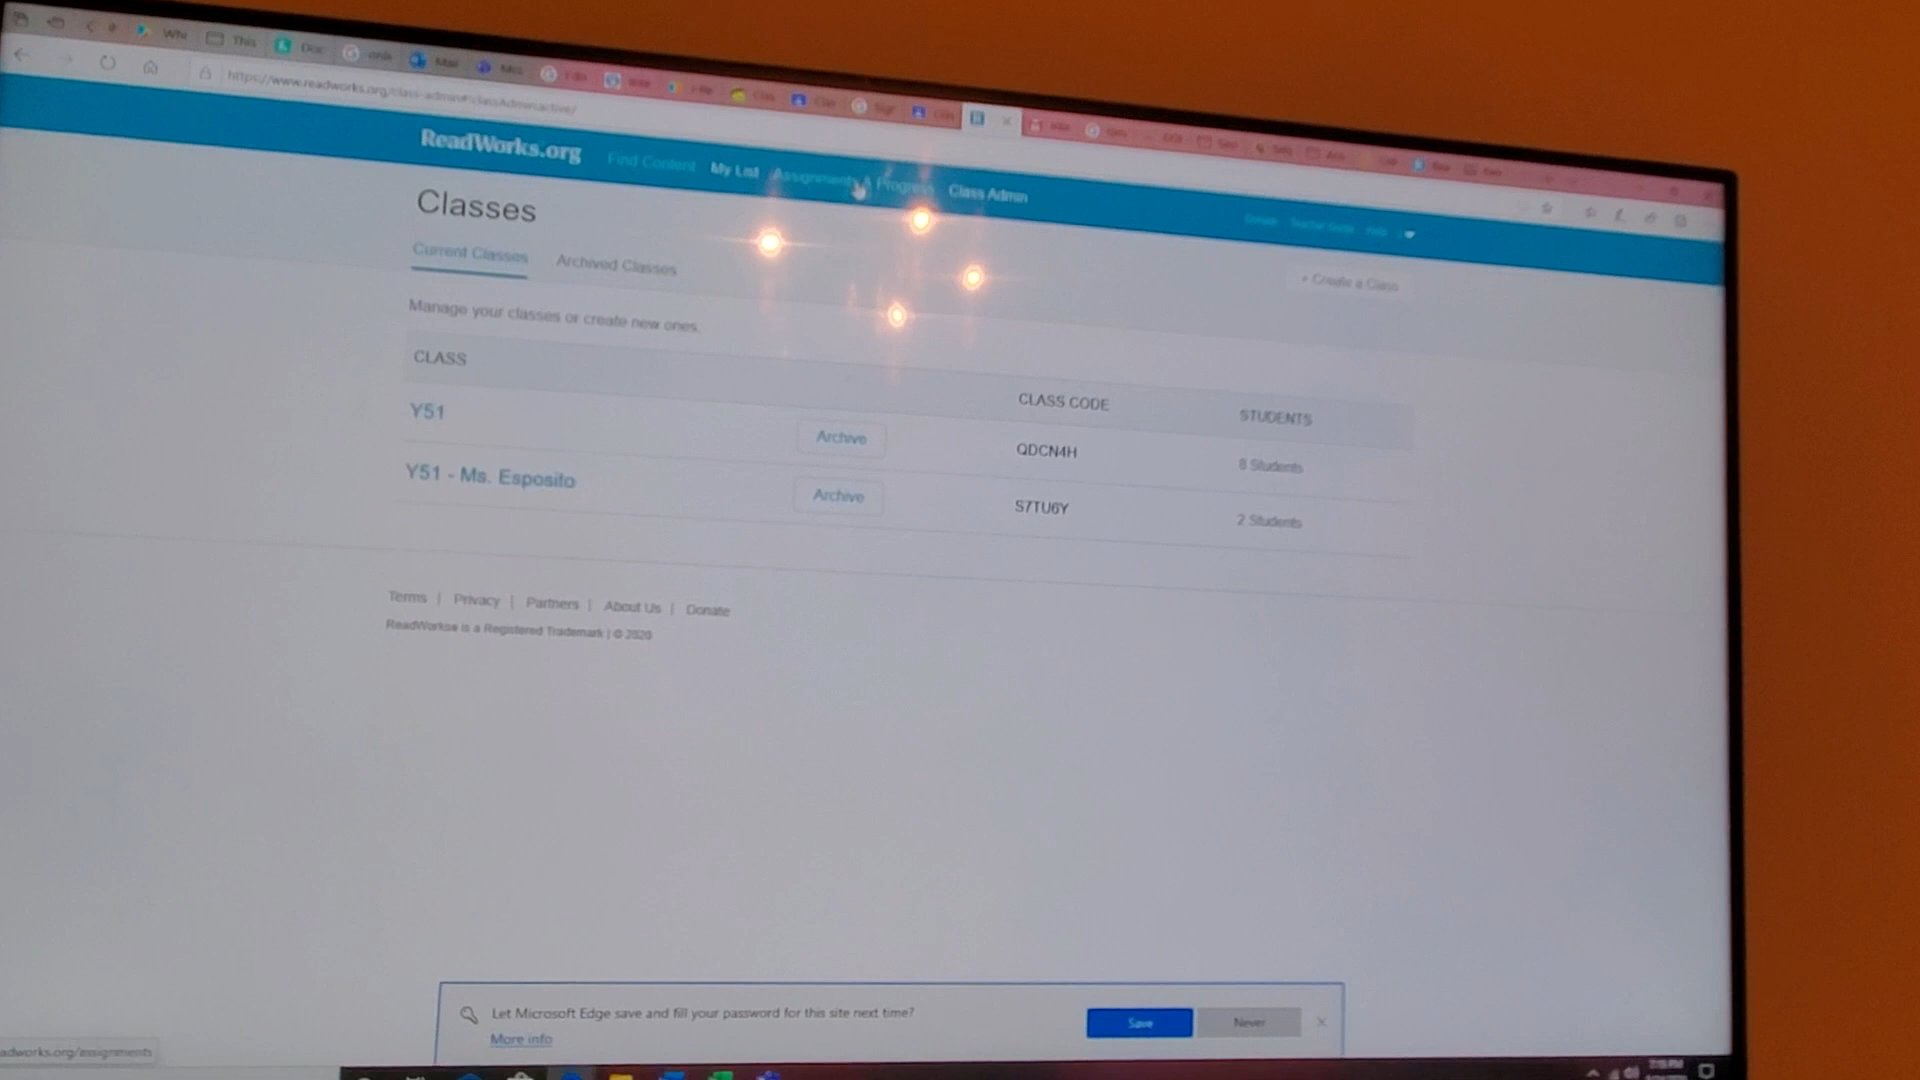 https://www.readworks.org/class-admin#!classAdmin:active/
ReadWorks.org Find Content My List Assignments & Progress Class Admin
Donate
Classes
Current Classes Archived Classes
+ Create a Class
Manage your classes or create new ones.
CLASS CLASS CODE STUDENTS
Y51 Archive QDCN4H 8 Students
Y51 - Ms. Esposito Archive S7TU6Y 2 Students
Terms | Privacy | Partners | About Us | Donate
ReadWorks® is a Registered Trademark | © 2020
Let Microsoft Edge save and fill your password for this site next time?
More info
Save Never
adworks.org/assignments